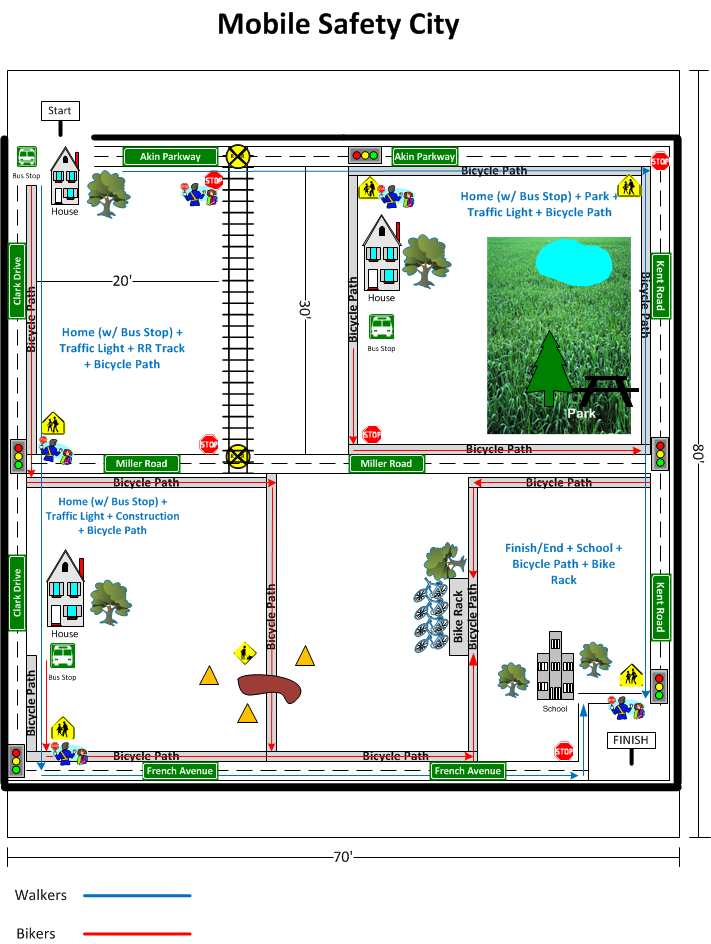 Mobile Safety City
Start
Bus Stop
House
Akin Parkway
Akin Parkway
STOP
STOP
Bicycle Path
Home (w/ Bus Stop) + Park +
Traffic Light + Bicycle Path
Clark Drive
Bicycle Path
20'
30'
House
Bus Stop
Bicycle Path
Bicycle Path
Kent Road
Home (w/ Bus Stop) +
Traffic Light + RR Track
+ Bicycle Path
Park
STOP
STOP
Miller Road
Miller Road
Bicycle Path
80'
Bicycle Path
Bicycle Path
Home (w/ Bus Stop) +
Traffic Light + Construction
+ Bicycle Path
Finish/End + School +
Bicycle Path + Bike
Rack
Clark Drive
House
Bus Stop
Bicycle Path
Bicycle Path
Bike Rack
Bicycle Path
Kent Road
School
FINISH
STOP
Bicycle Path
Bicycle Path
French Avenue
French Avenue
70'
Walkers
Bikers